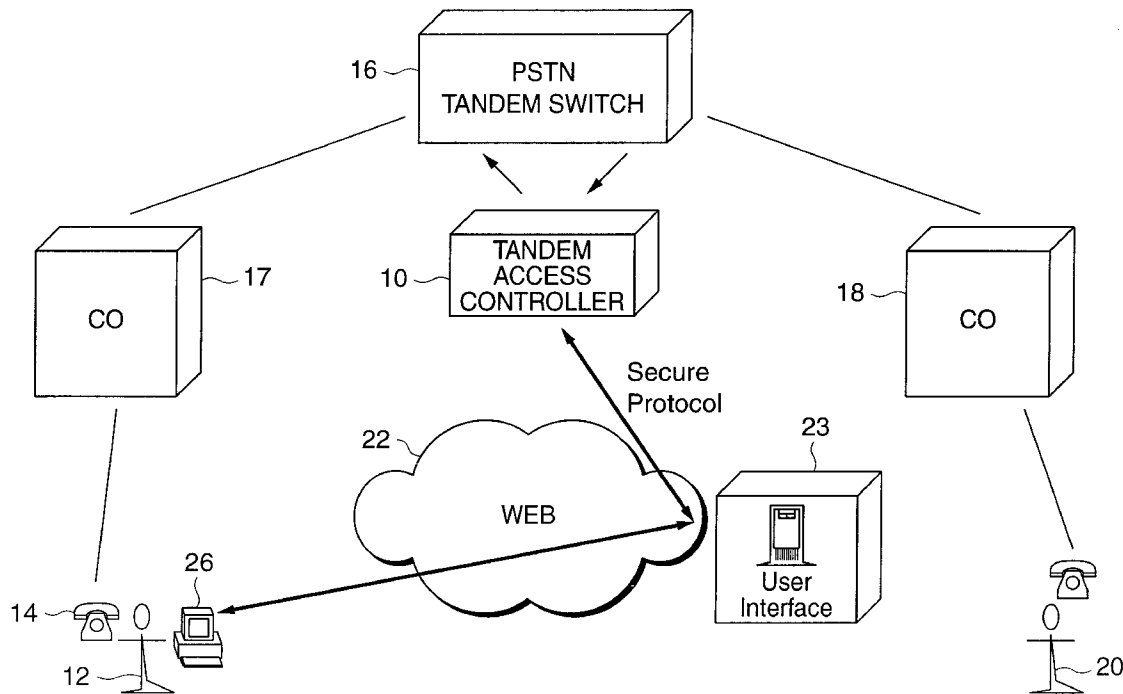 16
PSTN
TANDEM SWITCH
17
CO
10
TANDEM
ACCESS
CONTROLLER
18
CO
Secure
Protocol
22
WEB
23
User
Interface
26
14
12
20